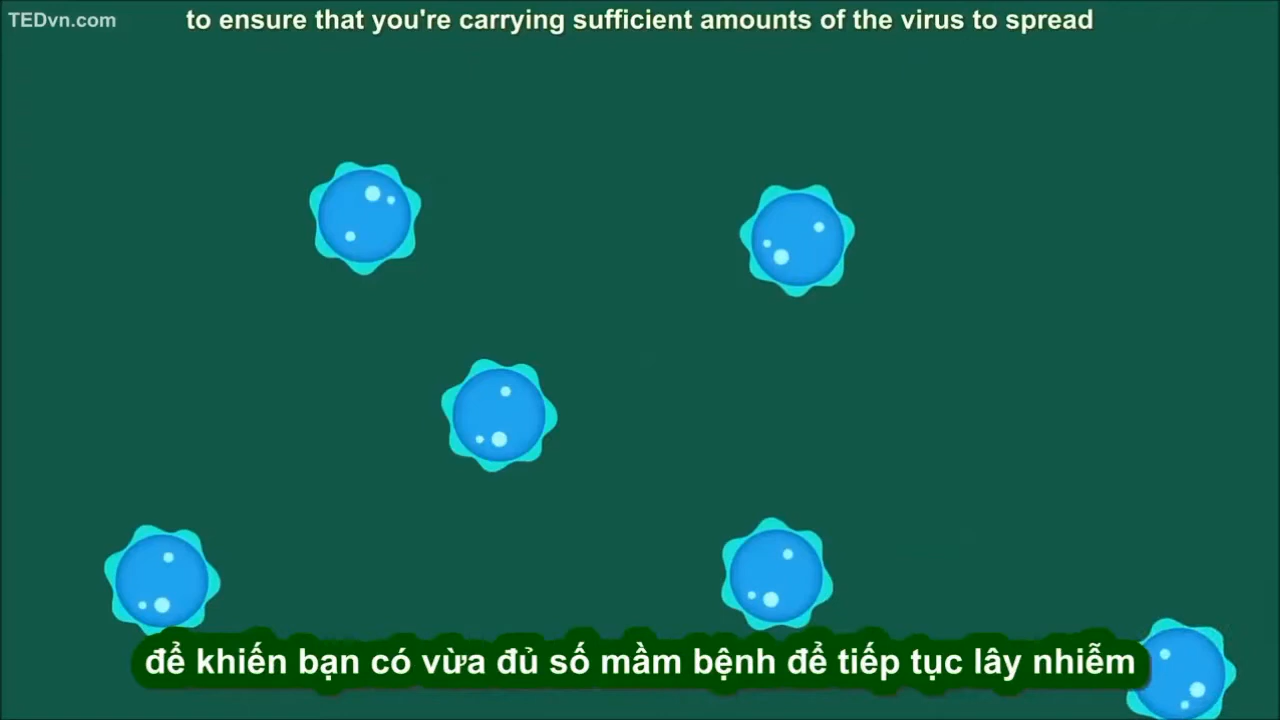 TEDvn.com
to ensure that you're carrying sufficient amounts of the virus to spread
để khiến bạn có vừa đủ số mầm bệnh để tiếp tục lây nhiễm